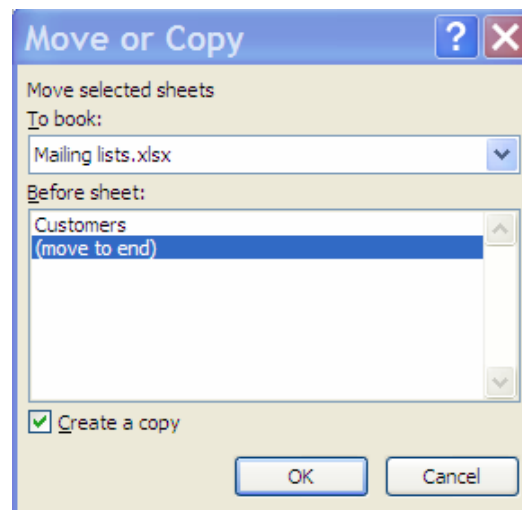 Move or Copy ?
Move selected sheets
To book:
Mailing lists.xlsx
Before sheet:
Customers
(move to end)
Create a copy
OK Cancel